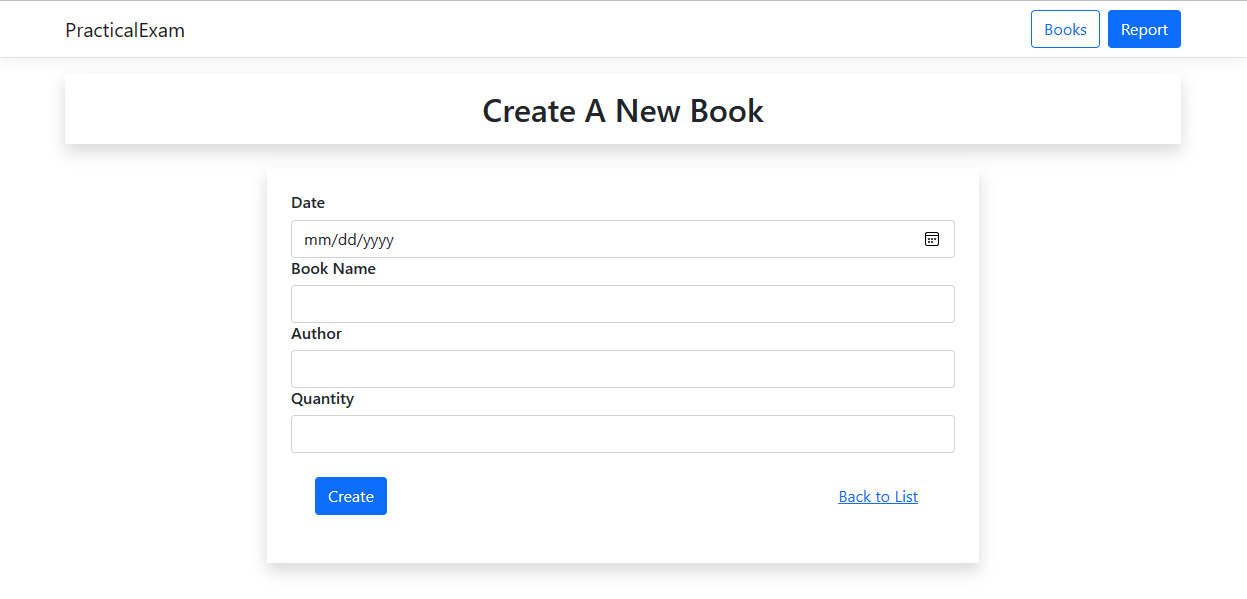 PracticalExam
Books
Report
Create A New Book
Date
mm/dd/yyyy
Book Name
Author
Quantity
Create
Back to List